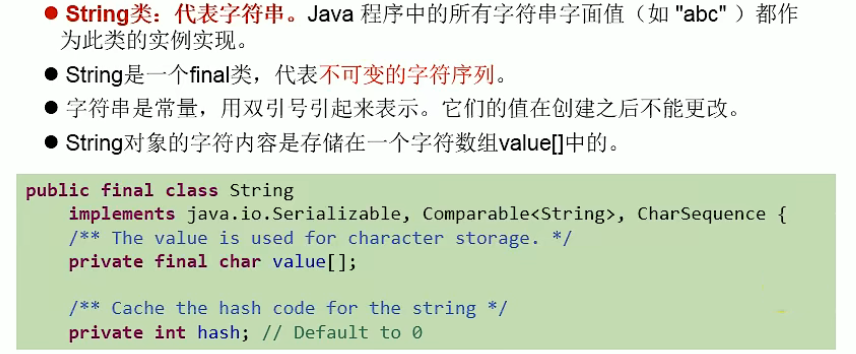 ● String类：代表字符串。Java 程序中的所有字符串字面值（如 "abc" ）都作
为此类的实例实现。
● String是一个final类，代表不可变的字符序列。
● 字符串是常量，用双引号引起来表示。它们的值在创建之后不能更改。
● String对象的字符内容是存储在一个字符数组value[]中的。
public final class String
    implements java.io.Serializable, Comparable<String>, CharSequence {
    /** The value is used for character storage. */
    private final char value[];
    /** Cache the hash code for the string */
    private int hash; // Default to 0